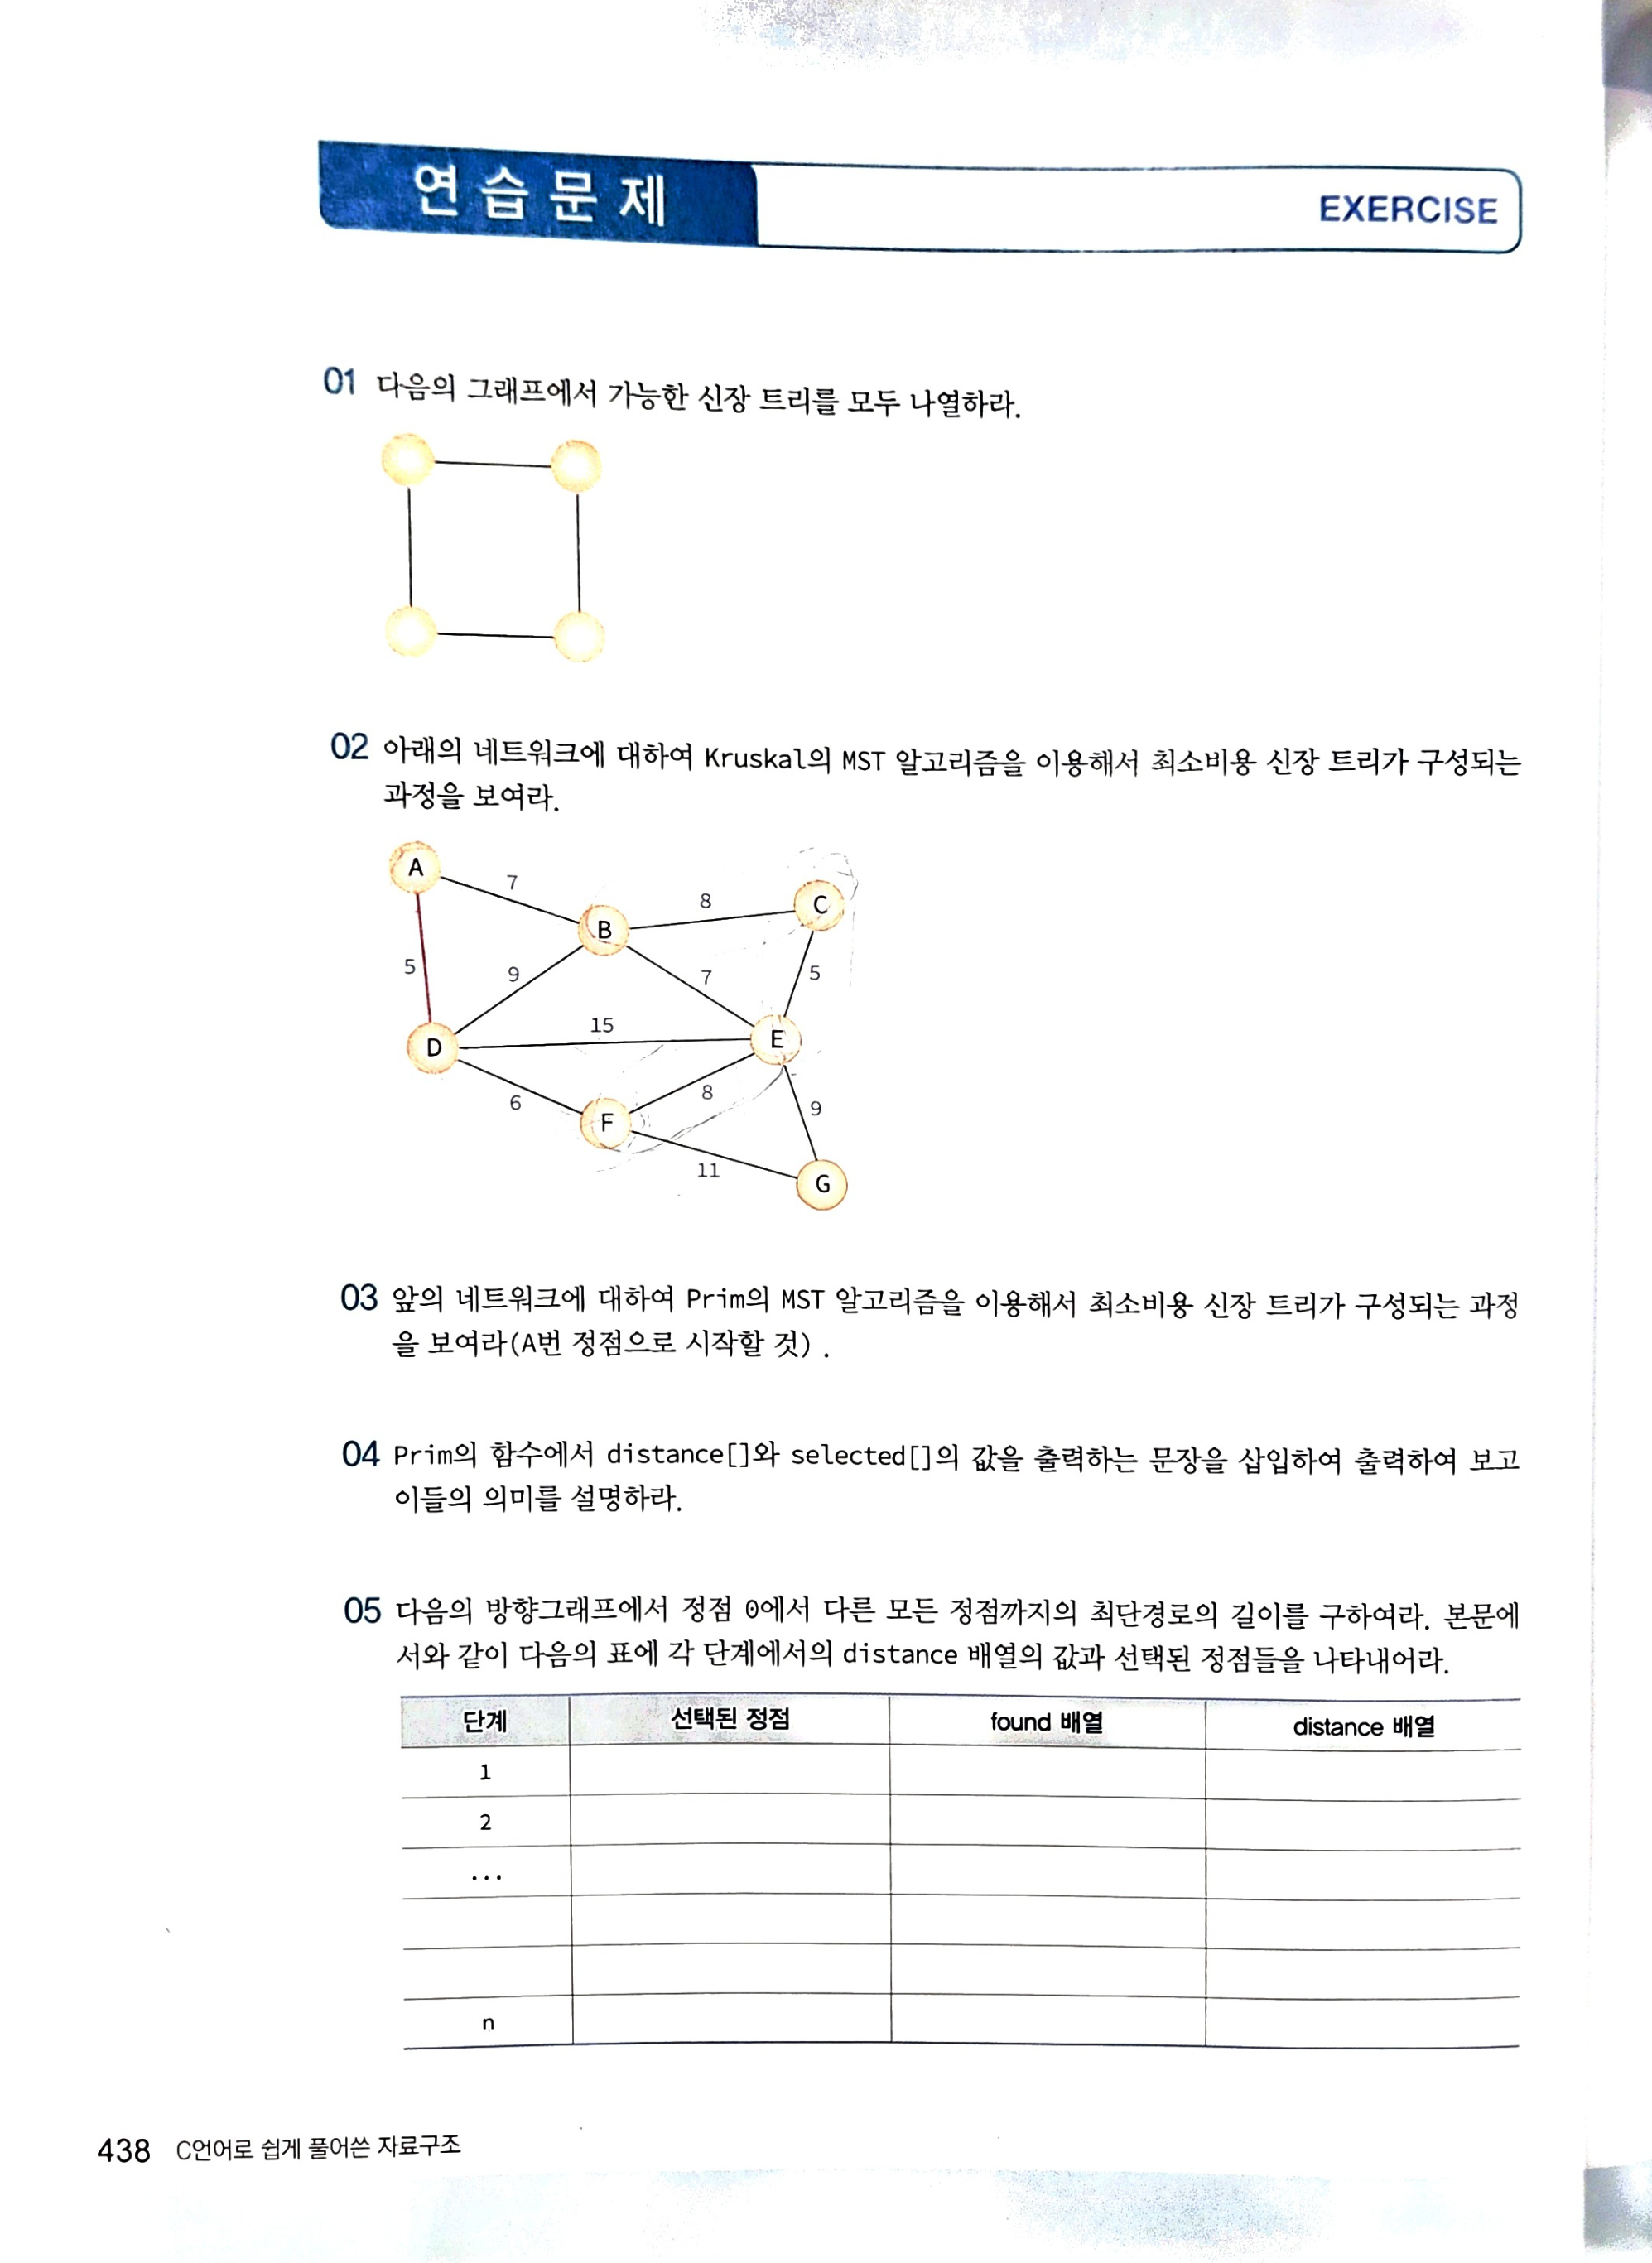 연습문제
EXERCISE
01 다음의 그래프에서 가능한 신장 트리를 모두 나열하라.
02 아래의 네트워크에 대하여 Kruskal의 MST 알고리즘을 이용해서 최소비용 신장 트리가 구성되는
과정을 보여라.
A
7
8
C
B
5
9
7
5
15
E
D
6
8
9
F
11
G
03 앞의 네트워크에 대하여 Prim의 MST 알고리즘을 이용해서 최소비용 신장 트리가 구성되는 과정
을 보여라(A번 정점으로 시작할 것) .
04 Prim의 함수에서 distance[]와 selected[]의 값을 출력하는 문장을 삽입하여 출력하여 보고
이들의 의미를 설명하라.
05 다음의 방향그래프에서 정점 0에서 다른 모든 정점까지의 최단경로의 길이를 구하여라. 본문에
서와 같이 다음의 표에 각 단계에서의 distance 배열의 값과 선택된 정점들을 나타내어라.
단계 선택된 정점 found 배열 distance 배열
1
2
...
n
438 C언어로 쉽게 풀어쓴 자료구조